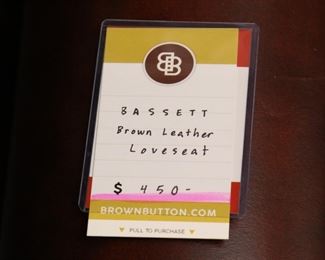 BB
BASSETT
Brown Leather
Loveseat
$ 450-
BROWNBUTTON.COM
▼ PULL TO PURCHASE ▼